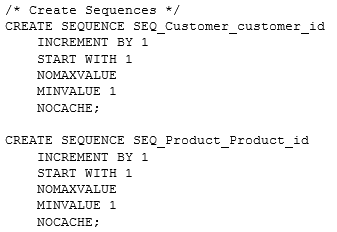 /* Create Sequences */
CREATE SEQUENCE SEQ_Customer_customer_id
    INCREMENT BY 1
    START WITH 1
    NOMAXVALUE
    MINVALUE 1
    NOCACHE;

CREATE SEQUENCE SEQ_Product_Product_id
    INCREMENT BY 1
    START WITH 1
    NOMAXVALUE
    MINVALUE 1
    NOCACHE;